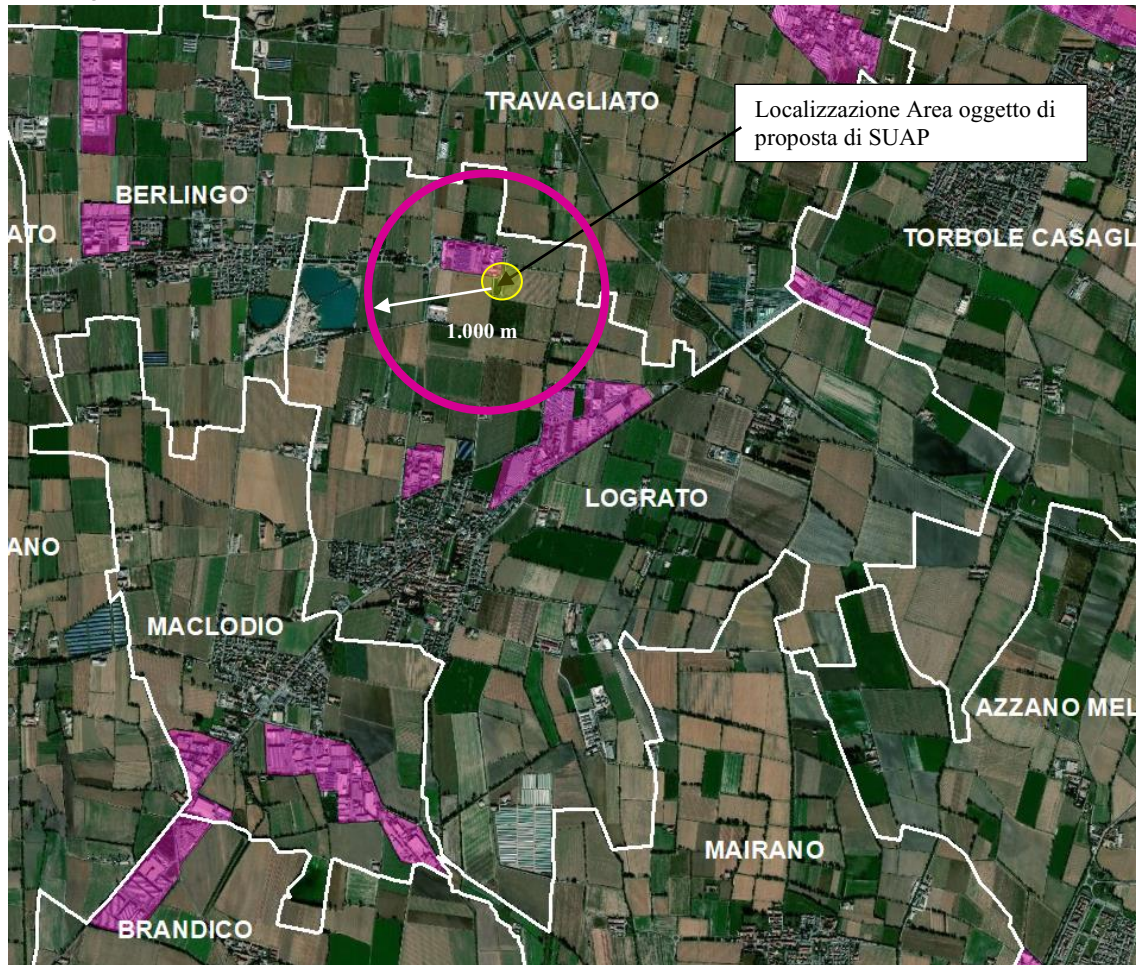 TRAVAGLIATO
Localizzazione Area oggetto di
proposta di SUAP
BERLINGO
ATO
TORBOLE CASAGL
1.000 m
LOGRATO
ANO
MACLODIO
AZZANO MEL
MAIRANO
BRANDICO